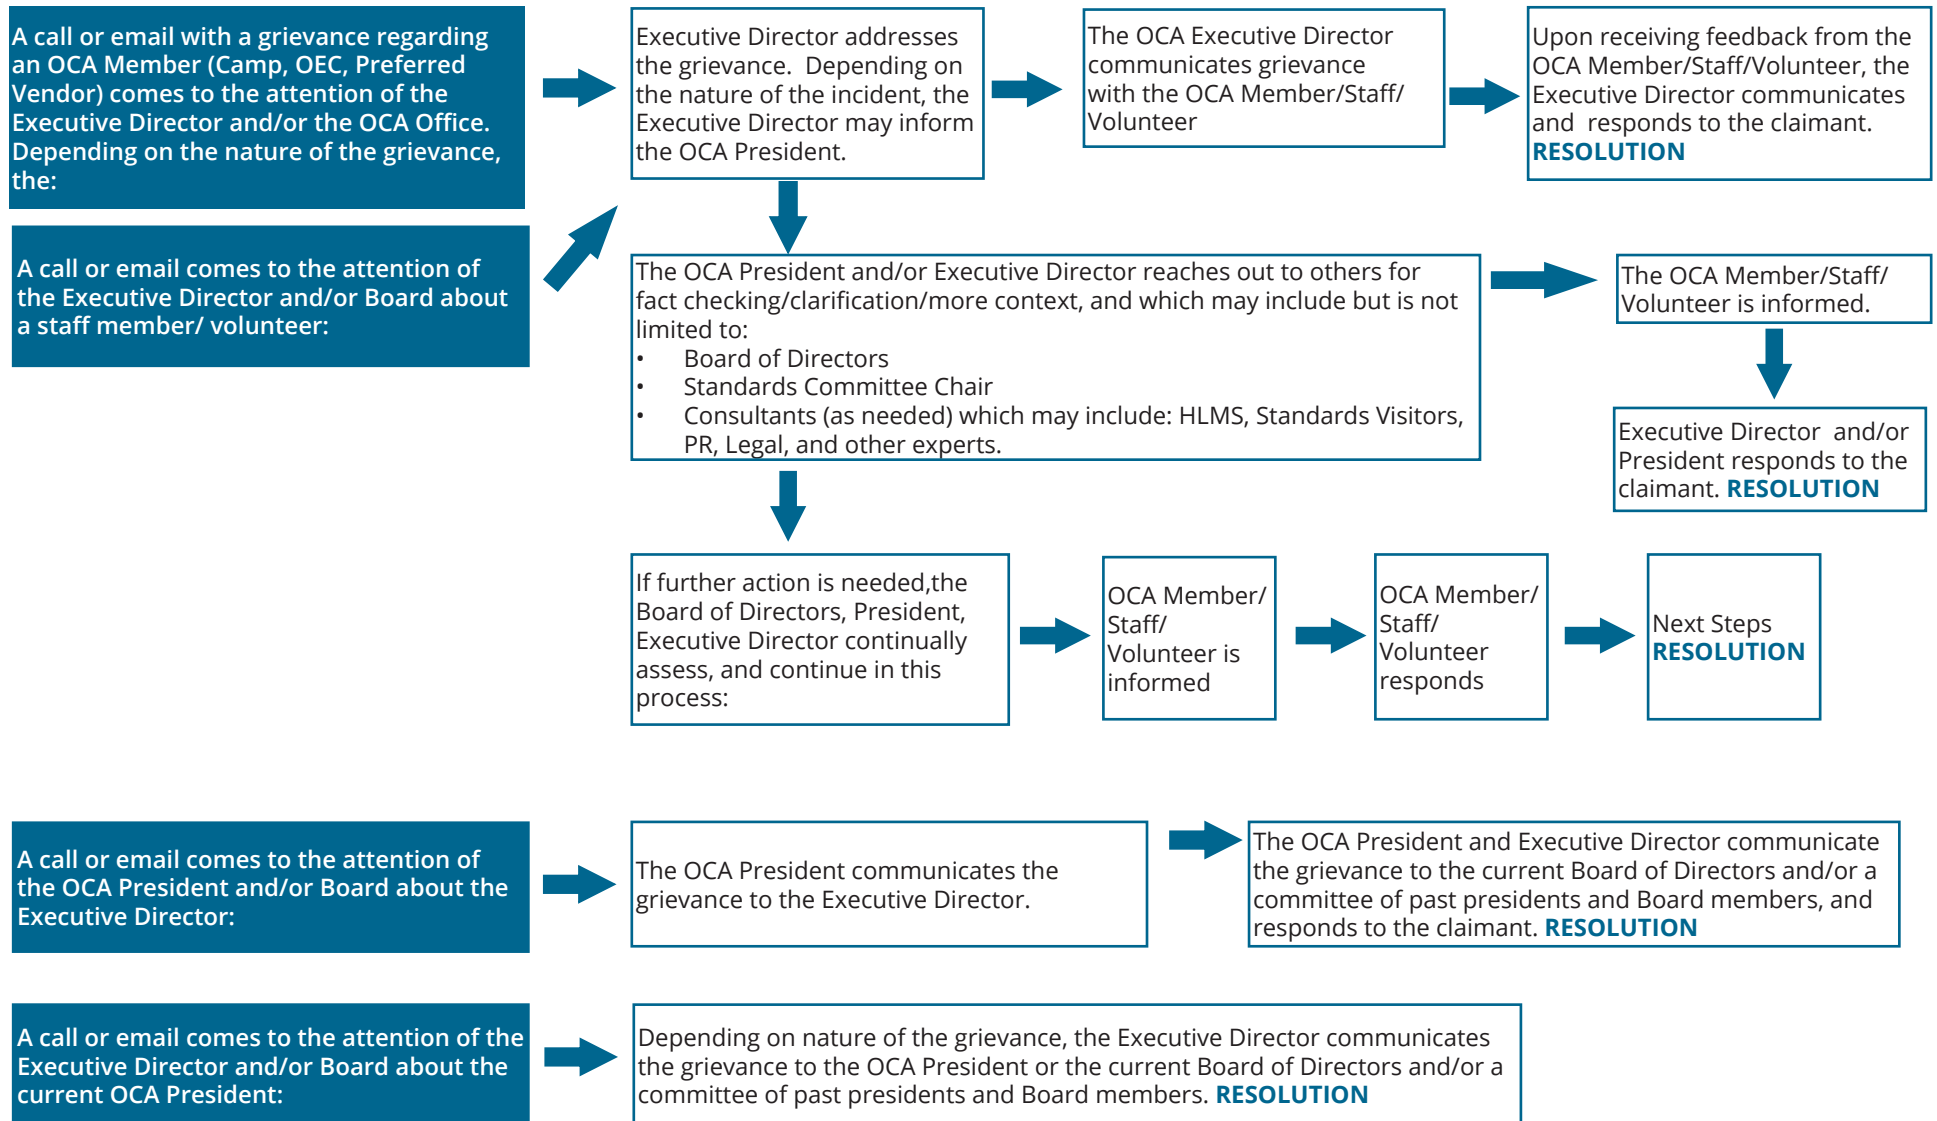 A call or email with a grievance regarding
an OCA Member (Camp, OEC, Preferred
Vendor) comes to the attention of the
Executive Director and/or the OCA Office.
Depending on the nature of the grievance,
the:
Executive Director addresses
the grievance.  Depending on
the nature of the incident, the
Executive Director may inform
the OCA President.
The OCA Executive Director
communicates grievance
with the OCA Member/Staff/
Volunteer
Upon receiving feedback from the
OCA Member/Staff/Volunteer, the
Executive Director communicates
and  responds to the claimant.
RESOLUTION
A call or email comes to the attention of
the Executive Director and/or Board about
a staff member/ volunteer:
The OCA President and/or Executive Director reaches out to others for
fact checking/clarification/more context, and which may include but is not
limited to:
• Board of Directors
• Standards Committee Chair
• Consultants (as needed) which may include: HLMS, Standards Visitors,
PR, Legal, and other experts.
The OCA Member/Staff/
Volunteer is informed.
Executive Director  and/or
President responds to the
claimant. RESOLUTION
If further action is needed,the
Board of Directors, President,
Executive Director continually
assess, and continue in this
process:
OCA Member/
Staff/
Volunteer is
informed
OCA Member/
Staff/
Volunteer
responds
Next Steps
RESOLUTION
A call or email comes to the attention of
the OCA President and/or Board about the
Executive Director:
The OCA President communicates the
grievance to the Executive Director.
The OCA President and Executive Director communicate
the grievance to the current Board of Directors and/or a
committee of past presidents and Board members, and
responds to the claimant. RESOLUTION
A call or email comes to the attention of the
Executive Director and/or Board about the
current OCA President:
Depending on nature of the grievance, the Executive Director communicates
the grievance to the OCA President or the current Board of Directors and/or a
committee of past presidents and Board members. RESOLUTION